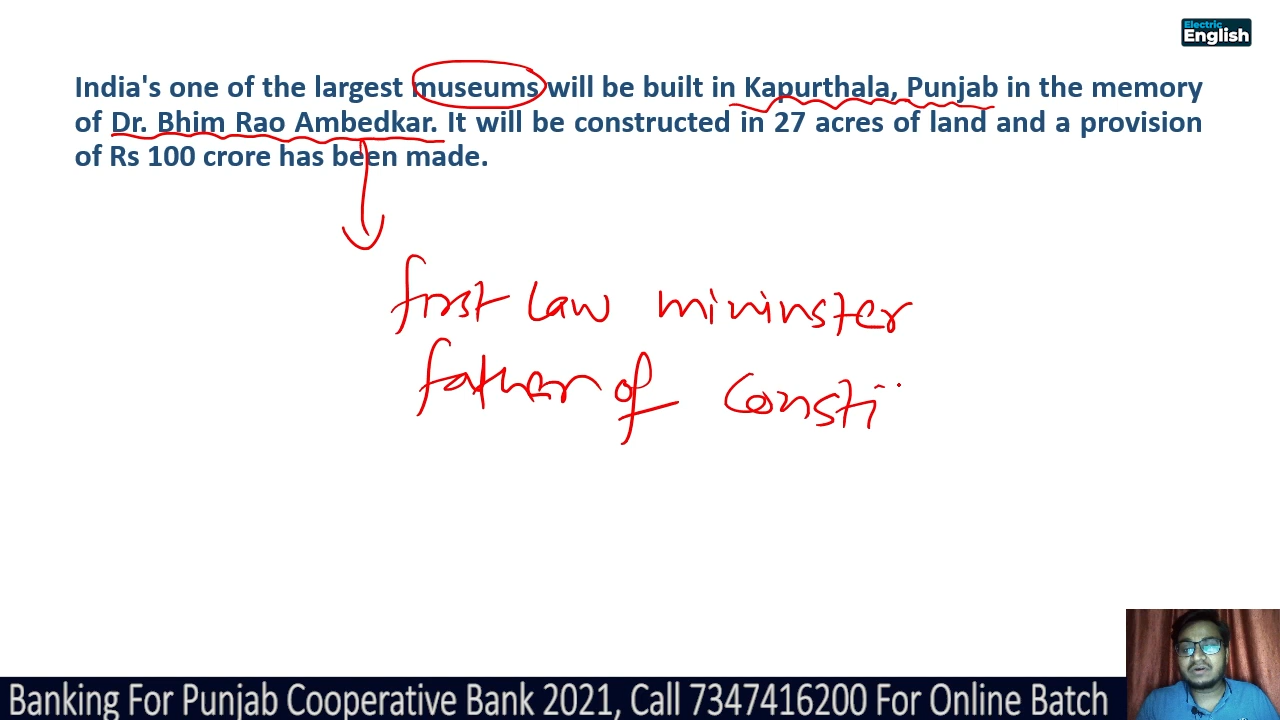 Electric
English
India's one of the largest museums will be built in Kapurthala, Punjab in the memory
of Dr. Bhim Rao Ambedkar. It will be constructed in 27 acres of land and a provision
of Rs 100 crore has been made.
first law mininster
father of consti
Banking For Punjab Cooperative Bank 2021, Call 7347416200 For Online Batch